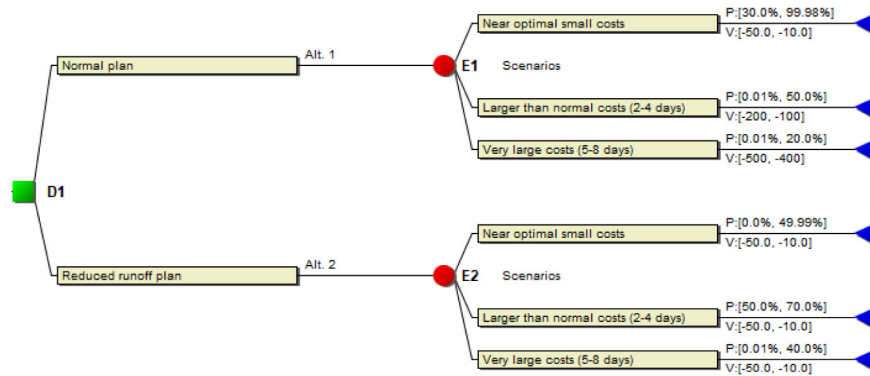 Near optimal small costs
P:[30.0%, 99.98%]
V:[-50.0, -10.0]
Normal plan
Alt. 1
E1
Scenarios
Larger than normal costs (2-4 days)
P:[0.01%, 50.0%]
V:[-200, -100]
Very large costs (5-8 days)
P:[0.01%, 20.0%]
V:[-500, -400]
D1
Near optimal small costs
P:[0.0%, 49.99%]
V:[-50.0, -10.0]
Reduced runoff plan
Alt. 2
E2
Scenarios
Larger than normal costs (2-4 days)
P:[50.0%, 70.0%]
V:[-50.0, -10.0]
Very large costs (5-8 days)
P:[0.01%, 40.0%]
V:[-50.0, -10.0]